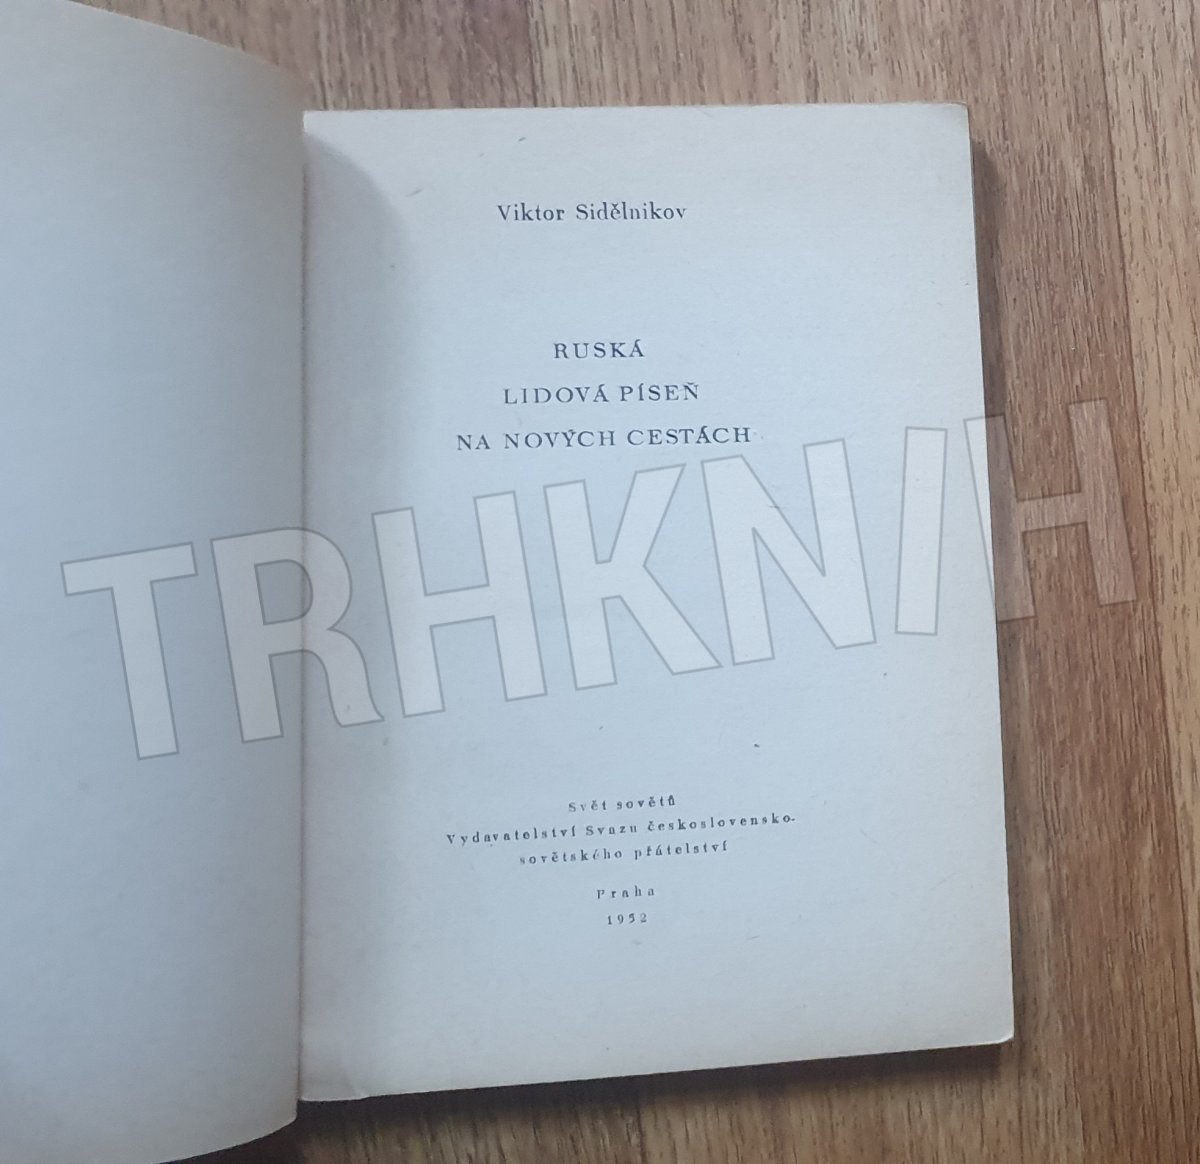 Viktor Sidělnikov
RUSKÁ
LIDOVÁ PÍSEŇ
NA NOVÝCH CESTÁCH
TRHKNIH
Svět sovětů
Vydavatelství Svazu československo-
sovětského přátelství
Praha
1952